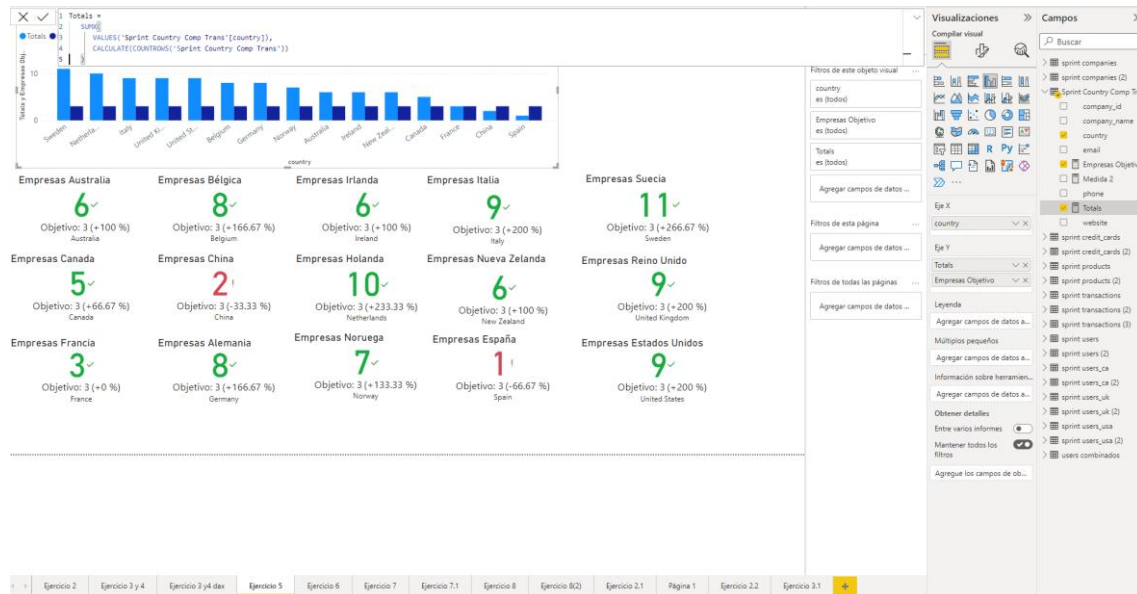 1 Totals =
2 SUMX(
3 VALUES('Sprint Country Comp Trans'[country]),
4 CALCULATE(COUNTROWS('Sprint Country Comp Trans'))
5 )
Totals
Totals y Empresas Obj.
10
0
Sweden
Netherla...
Italy
United Ki...
United St...
Belgium
Germany
Norway
Australia
Ireland
New Zeal...
Canada
France
China
Spain
country
Empresas Australia
6
Objetivo: 3 (+100 %)
Australia
Empresas Bélgica
8
Objetivo: 3 (+166.67 %)
Belgium
Empresas Irlanda
6
Objetivo: 3 (+100 %)
Ireland
Empresas Italia
9
Objetivo: 3 (+200 %)
Italy
Empresas Suecia
11
Objetivo: 3 (+266.67 %)
Sweden
Empresas Canada
5
Objetivo: 3 (+66.67 %)
Canada
Empresas China
2!
Objetivo: 3 (-33.33 %)
China
Empresas Holanda
10
Objetivo: 3 (+233.33 %)
Netherlands
Empresas Nueva Zelanda
6
Objetivo: 3 (+100 %)
New Zealand
Empresas Reino Unido
9
Objetivo: 3 (+200 %)
United Kingdom
Empresas Francia
3
Objetivo: 3 (+0 %)
France
Empresas Alemania
8
Objetivo: 3 (+166.67 %)
Germany
Empresas Noruega
7
Objetivo: 3 (+133.33 %)
Norway
Empresas España
1!
Objetivo: 3 (-66.67 %)
Spain
Empresas Estados Unidos
9
Objetivo: 3 (+200 %)
United States
Filtros de este objeto visual ...
country
es (todos)
Empresas Objetivo
es (todos)
Totals
es (todos)
Agregar campos de datos ...
Filtros de esta página ...
Agregar campos de datos ...
Filtros de todas las páginas ...
Agregar campos de datos ...
Visualizaciones
Compilar visual
R Py
...
Eje X
country
Eje Y
Totals
Empresas Objetivo
Leyenda
Agregar campos de datos a...
Múltiplos pequeños
Agregar campos de datos a...
Información sobre herramien...
Agregar campos de datos a...
Obtener detalles
Entre varios informes
Mantener todos los
filtros
Agregue los campos de ob...
Campos
Buscar
sprint companies
sprint companies (2)
Sprint Country Comp Tr
company_id
company_name
country
email
Empresas Objetiv
Medida 2
phone
Totals
website
sprint credit_cards
sprint credit_cards (2)
sprint products
sprint products (2)
sprint transactions
sprint transactions (2)
sprint transactions (3)
sprint users
sprint users (2)
sprint users_ca
sprint users_ca (2)
sprint users_uk
sprint users_uk (2)
sprint users_usa
sprint users_usa (2)
users combinados
Ejercicio 2
Ejercicio 3 y 4
Ejercicio 3 y4 dax
Ejercicio 5
Ejercicio 6
Ejercicio 7
Ejercicio 7.1
Ejercicio 8
Ejercicio 8(2)
Ejercicio 2.1
Página 1
Ejercicio 2.2
Ejercicio 3.1
+